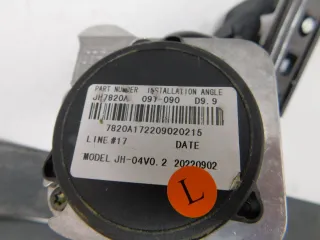 PART NUMBER INSTALLATION ANGLE
JH7820A 097-090 D9.9
7820A172209020215
LINE #17 DATE
MODEL JH-04V0.2 20220902
L